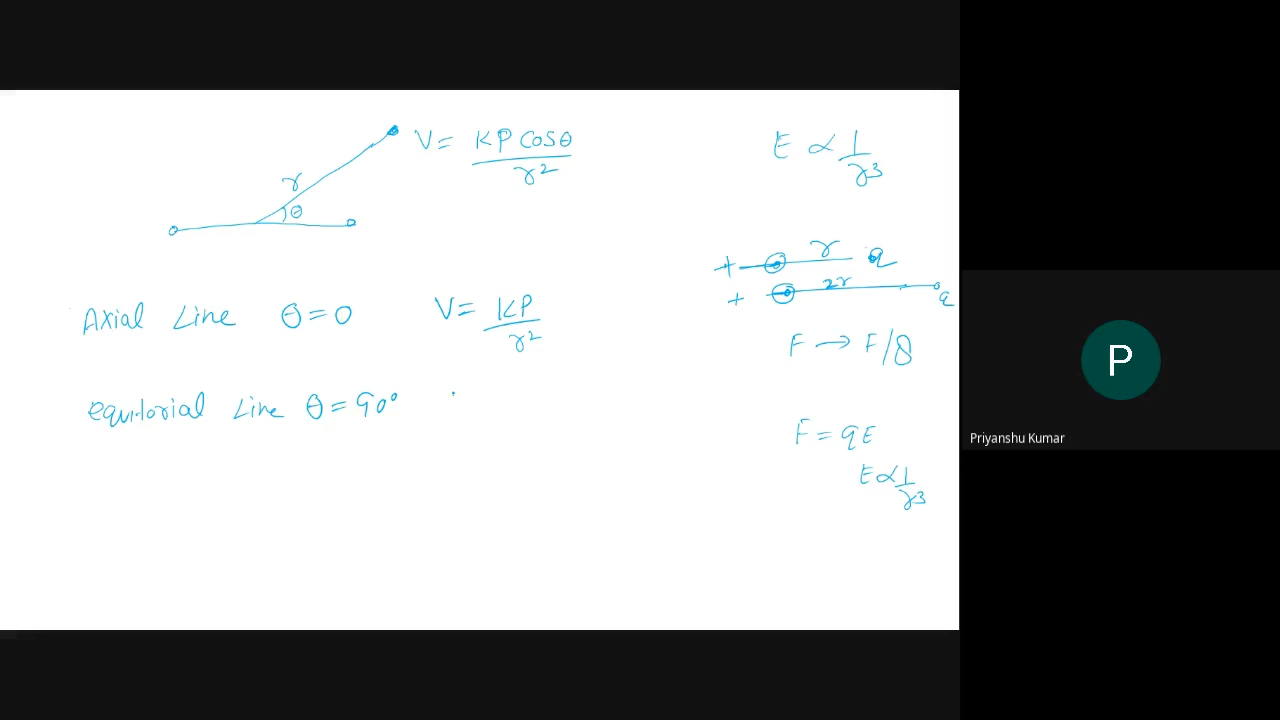 V = KP cosθ / r²
r
θ
Axial Line θ = 0 V = KP / r²
equitorial Line θ = 90°
E ∝ 1 / r³
+ r q
+ 2r q
F → F/8
F = qE
E ∝ 1 / r³
P
Priyanshu Kumar